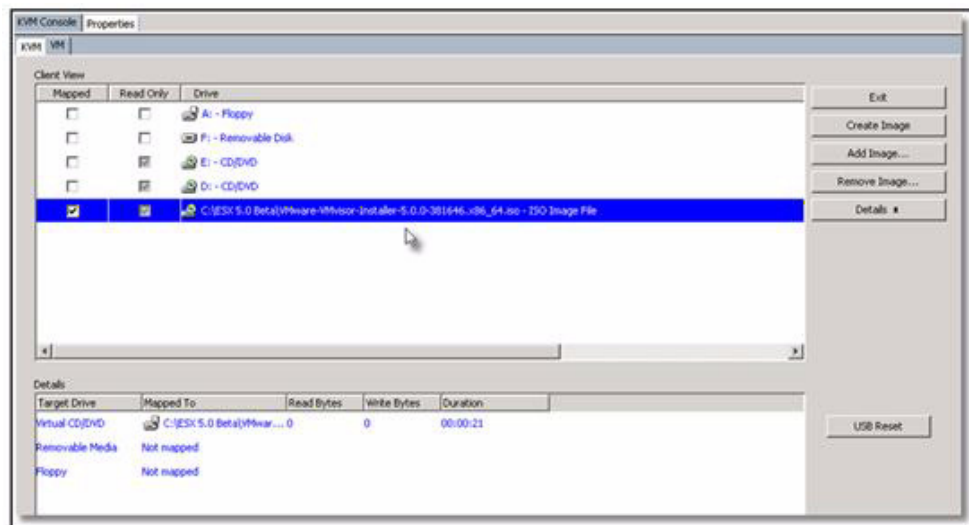 KVM Console Properties
KVM VM
Client View
Mapped Read Only Drive
A: - Floppy
F: - Removable Disk
E: - CD/DVD
D: - CD/DVD
C:\ESX 5.0 Beta\VMware-VMvisor-Installer-5.0.0-381646.x86_64.iso - ISO Image File
Exit
Create Image
Add Image...
Remove Image...
Details
Details
Target Drive Mapped To Read Bytes Write Bytes Duration
Virtual CD/DVD C:\ESX 5.0 Beta\VMwar... 0 0 00:00:21
Removable Media Not mapped
Floppy Not mapped
USB Reset